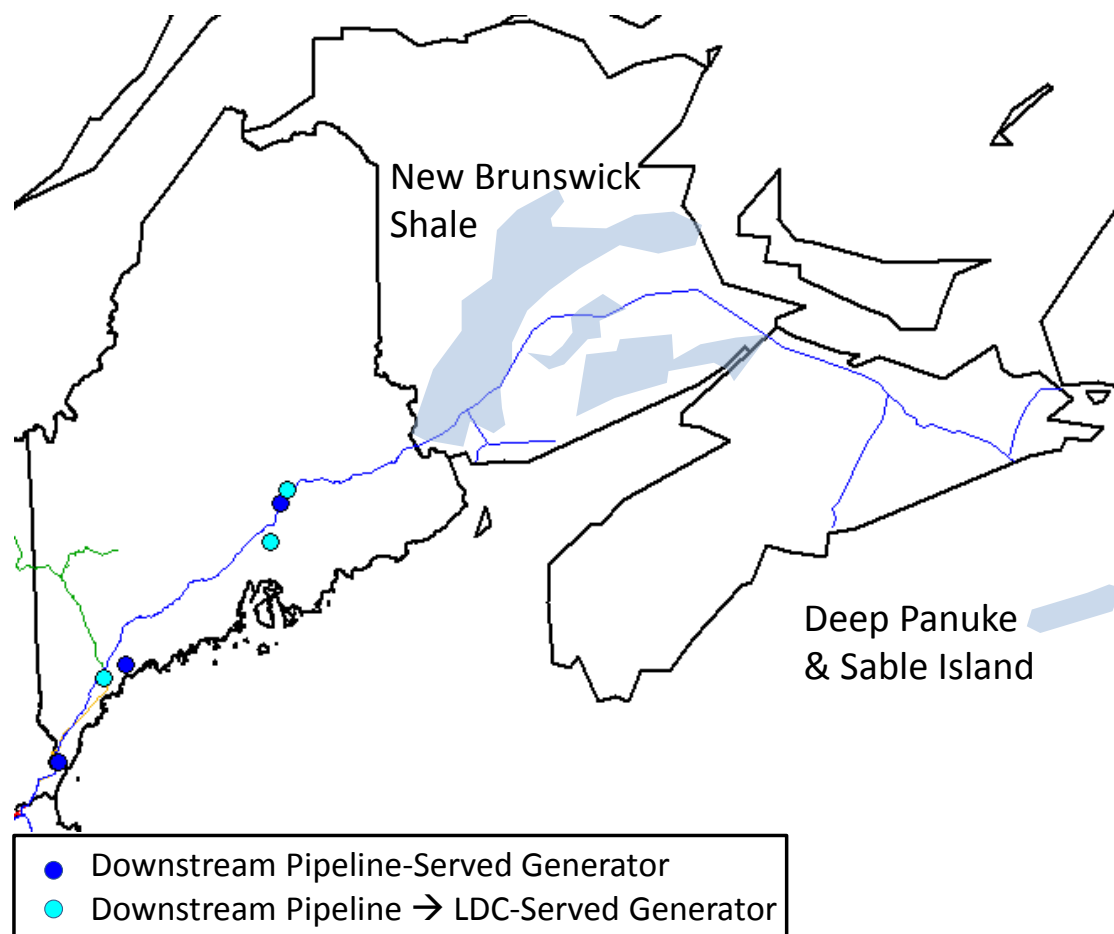 New Brunswick
Shale
Deep Panuke
& Sable Island
Downstream Pipeline-Served Generator
Downstream Pipeline → LDC-Served Generator